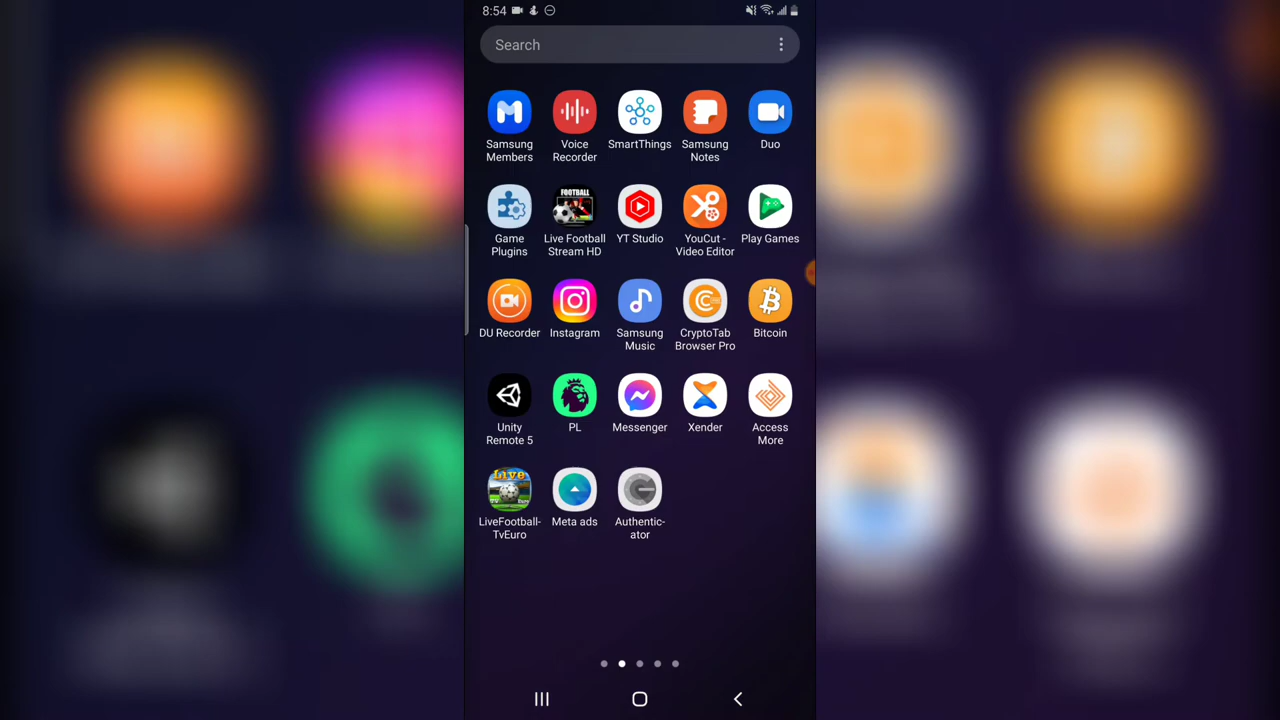 8:54
Search
Samsung Members
Voice Recorder
SmartThings
Samsung Notes
Duo
Game Plugins
FOOTBALL
Live Football Stream HD
YT Studio
YouCut - Video Editor
Play Games
DU Recorder
Instagram
Samsung Music
CryptoTab Browser Pro
Bitcoin
Unity Remote 5
PL
Messenger
Xender
Access More
Live
TV Euro
LiveFootball-TvEuro
Meta ads
Authentic-ator